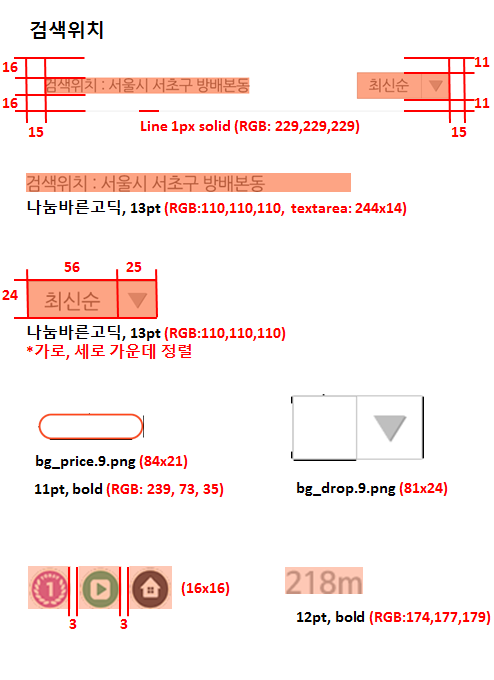 검색위치
16
11
검색위치 : 서울시 서초구 방배본동
최신순
16
11
15
Line 1px solid (RGB: 229,229,229)
15
검색위치 : 서울시 서초구 방배본동
나눔바른고딕, 13pt (RGB:110,110,110, textarea: 244x14)
56
25
24
최신순
나눔바른고딕, 13pt (RGB:110,110,110)
*가로, 세로 가운데 정렬
bg_price.9.png (84x21)
11pt, bold (RGB: 239, 73, 35)
bg_drop.9.png (81x24)
1
(16x16)
218m
3
3
12pt, bold (RGB:174,177,179)